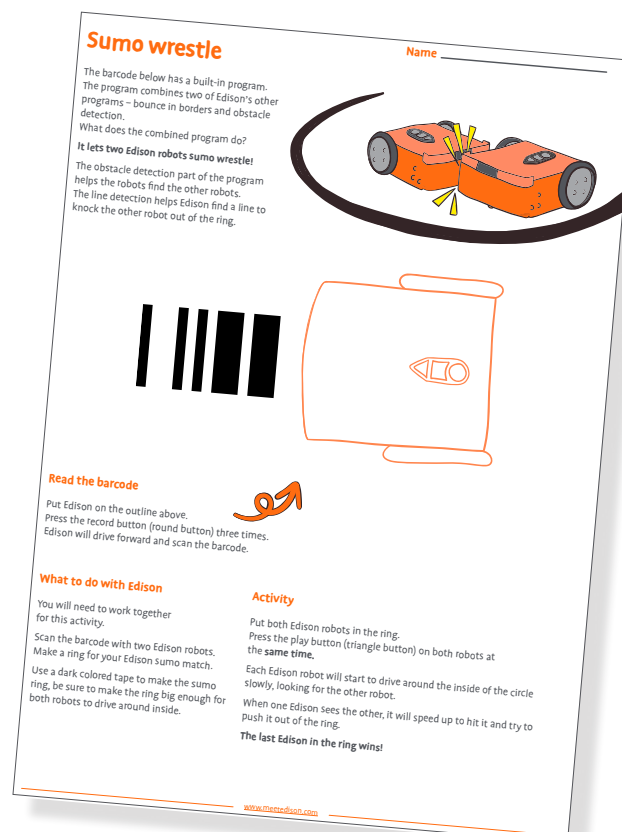 Sumo wrestle
Name
The barcode below has a built-in program.
The program combines two of Edison's other
programs – bounce in borders and obstacle
detection.
What does the combined program do?
It lets two Edison robots sumo wrestle!
The obstacle detection part of the program
helps the robots find the other robots.
The line detection helps Edison find a line to
knock the other robot out of the ring.
Read the barcode
Put Edison on the outline above.
Press the record button (round button) three times.
Edison will drive forward and scan the barcode.
What to do with Edison
You will need to work together
for this activity.
Scan the barcode with two Edison robots.
Make a ring for your Edison sumo match.
Use a dark colored tape to make the sumo
ring, be sure to make the ring big enough for
both robots to drive around inside.
Activity
Put both Edison robots in the ring.
Press the play button (triangle button) on both robots at
the same time.
Each Edison robot will start to drive around the inside of the circle
slowly, looking for the other robot.
When one Edison sees the other, it will speed up to hit it and try to
push it out of the ring.
The last Edison in the ring wins!
www.meetedison.com